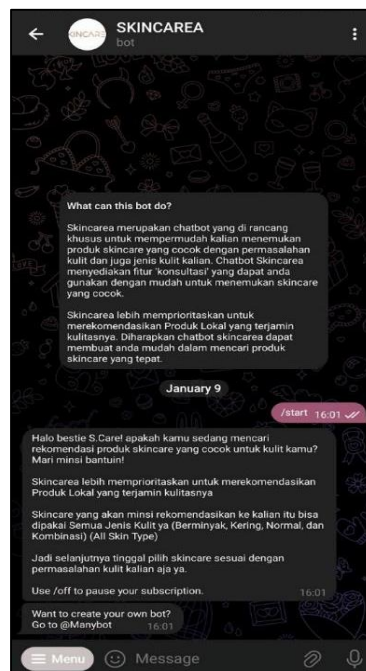 SKINCAREA
bot
What can this bot do?
Skincarea merupakan chatbot yang di rancang
khusus untuk mempermudah kalian menemukan
produk skincare yang cocok dengan permasalahan
kulit dan juga jenis kulit kalian. Chatbot Skincarea
menyediakan fitur 'konsultasi' yang dapat anda
gunakan dengan mudah untuk menemukan skincare
yang cocok.
Skincarea lebih memprioritaskan untuk
merekomendasikan Produk Lokal yang terjamin
kulitasnya. Diharapkan chatbot skincarea dapat
membuat anda mudah dalam mencari produk
skincare yang tepat.
January 9
/start 16:01
Halo bestie S.Care! apakah kamu sedang mencari
rekomendasi produk skincare yang cocok untuk kulit kamu?
Mari minsi bantuin!
Skincarea lebih memprioritaskan untuk merekomendasikan
Produk Lokal yang terjamin kulitasnya
Skincare yang akan minsi rekomendasikan ke kalian itu bisa
dipakai Semua Jenis Kulit ya (Berminyak, Kering, Normal, dan
Kombinasi) (All Skin Type)
Jadi selanjutnya tinggal pilih skincare sesuai dengan
permasalahan kulit kalian aja ya.
Use /off to pause your subscription. 16:01
Want to create your own bot?
Go to @Manybot 16:01
Menu Message